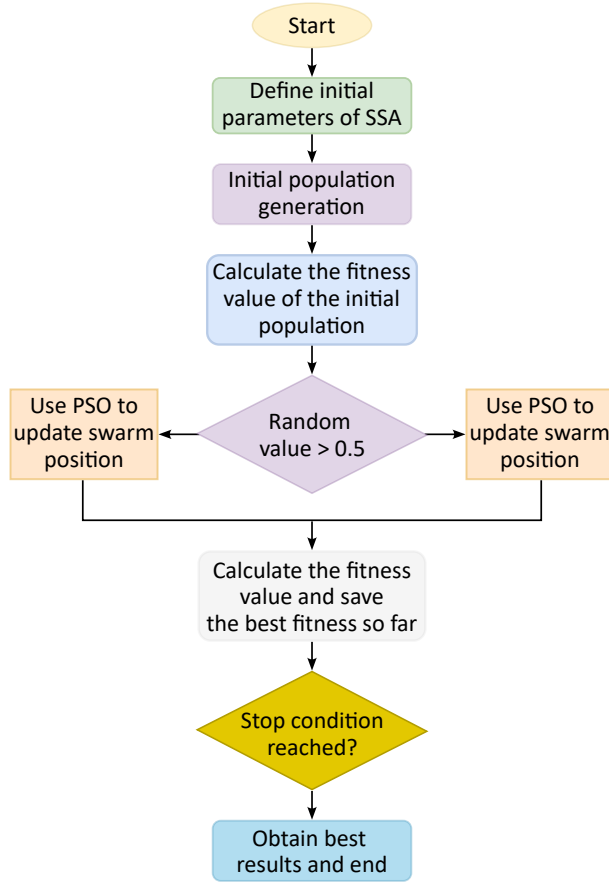 Start
Define initial
parameters of SSA
Initial population
generation
Calculate the fitness
value of the initial
population
Use PSO to
update swarm
position
Random
value > 0.5
Use PSO to
update swarm
position
Calculate the fitness
value and save
the best fitness so far
Stop condition
reached?
Obtain best
results and end